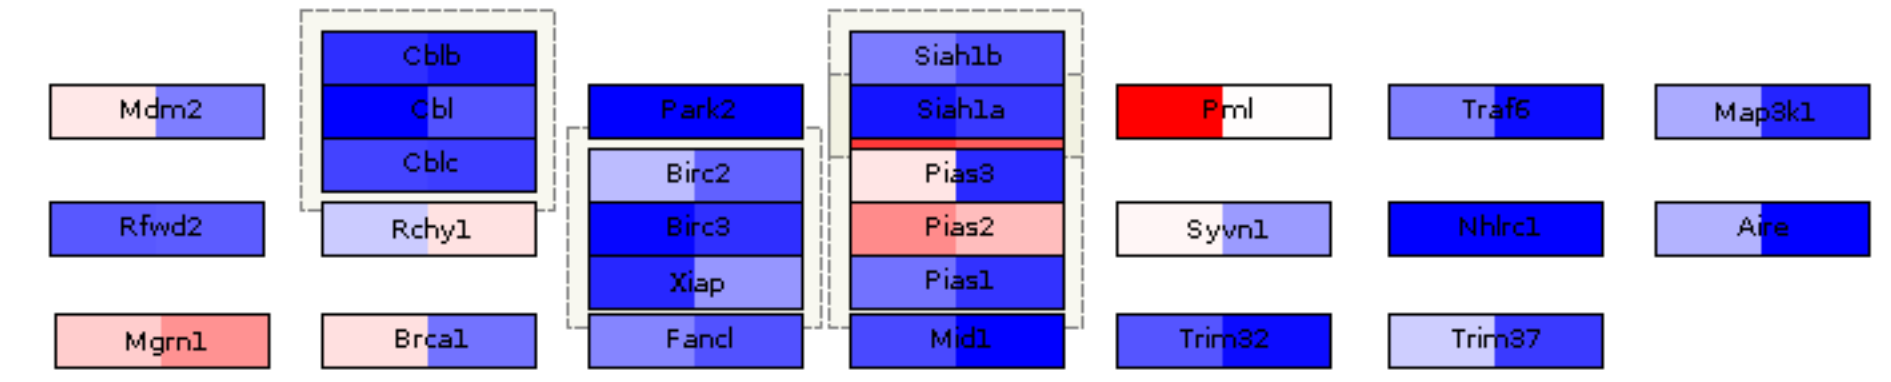 Cblb
Siah1b
Mdm2
Cbl
Park2
Siah1a
Pml
Traf6
Map3k1
Cblc
Birc2
Pias3
Rfwd2
Rchy1
Birc3
Pias2
Syvn1
Nhlrc1
Aire
Xiap
Pias1
Mgrn1
Brca1
Fancl
Mid1
Trim32
Trim37